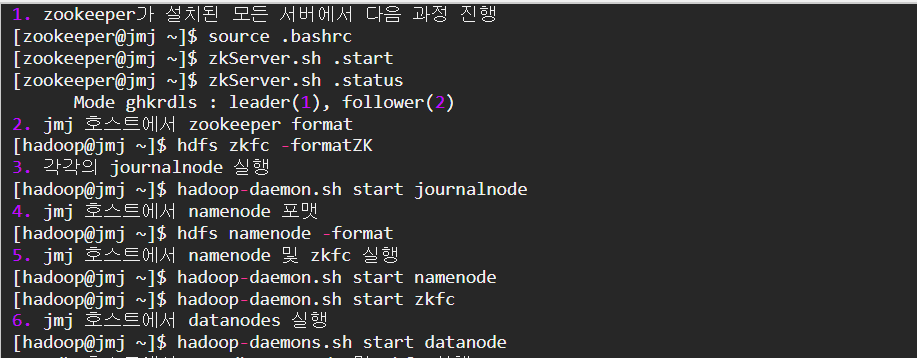 1. zookeeper가 설치된 모든 서버에서 다음 과정 진행
[zookeeper@jmj ~]$ source .bashrc
[zookeeper@jmj ~]$ zkServer.sh .start
[zookeeper@jmj ~]$ zkServer.sh .status
Mode ghkrdls : leader(1), follower(2)
2. jmj 호스트에서 zookeeper format
[hadoop@jmj ~]$ hdfs zkfc -formatZK
3. 각각의 journalnode 실행
[hadoop@jmj ~]$ hadoop-daemon.sh start journalnode
4. jmj 호스트에서 namenode 포맷
[hadoop@jmj ~]$ hdfs namenode -format
5. jmj 호스트에서 namenode 및 zkfc 실행
[hadoop@jmj ~]$ hadoop-daemon.sh start namenode
[hadoop@jmj ~]$ hadoop-daemon.sh start zkfc
6. jmj 호스트에서 datanodes 실행
[hadoop@jmj ~]$ hadoop-daemons.sh start datanode